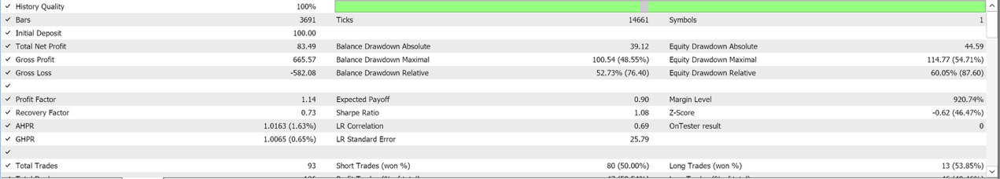 History Quality 100%
Bars 3691 Ticks 14661 Symbols 1
Initial Deposit 100.00
Total Net Profit 83.49 Balance Drawdown Absolute 39.12 Equity Drawdown Absolute 44.59
Gross Profit 665.57 Balance Drawdown Maximal 100.54 (48.55%) Equity Drawdown Maximal 114.77 (54.71%)
Gross Loss -582.08 Balance Drawdown Relative 52.73% (76.40) Equity Drawdown Relative 60.05% (87.60)
Profit Factor 1.14 Expected Payoff 0.90 Margin Level 920.74%
Recovery Factor 0.73 Sharpe Ratio 1.08 Z-Score -0.62 (46.47%)
AHPR 1.0163 (1.63%) LR Correlation 0.69 OnTester result 0
GHPR 1.0065 (0.65%) LR Standard Error 25.79
Total Trades 93 Short Trades (won %) 80 (50.00%) Long Trades (won %) 13 (53.85%)